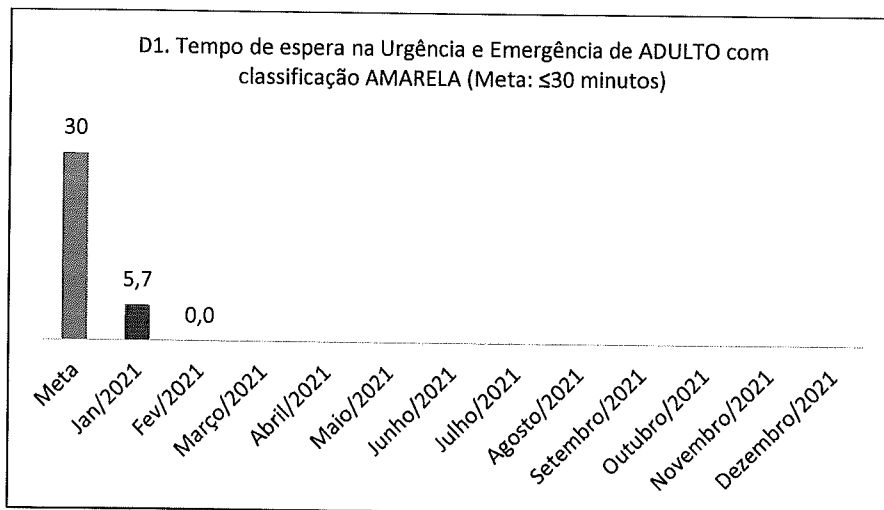 D1. Tempo de espera na Urgência e Emergência de ADULTO com
classificação AMARELA (Meta: ≤30 minutos)
30
5,7
0,0
Meta
Jan/2021
Fev/2021
Março/2021
Abril/2021
Maio/2021
Junho/2021
Julho/2021
Agosto/2021
Setembro/2021
Outubro/2021
Novembro/2021
Dezembro/2021